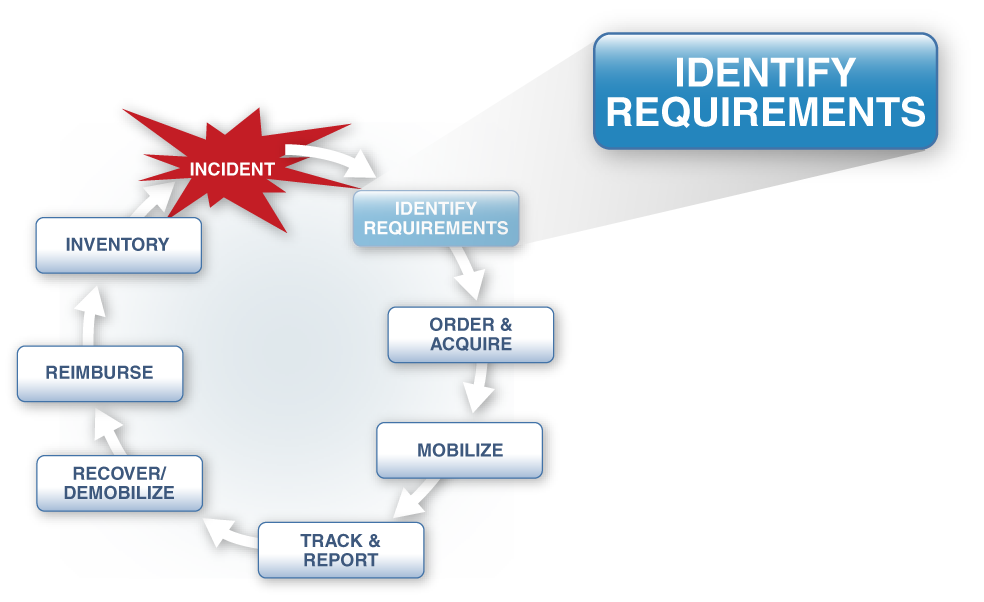 IDENTIFY
REQUIREMENTS
INCIDENT
IDENTIFY
REQUIREMENTS
ORDER &
ACQUIRE
MOBILIZE
TRACK &
REPORT
RECOVER/
DEMOBILIZE
REIMBURSE
INVENTORY